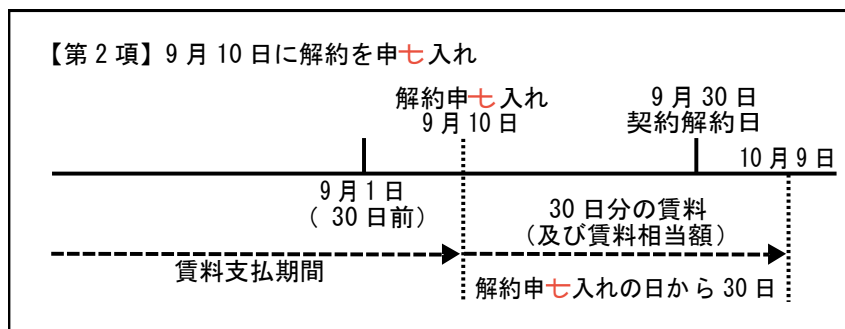 【第2項】9月10日に解約を申七入れ
解約申七入れ
9月10日
9月30日
契約解約日
10月9日
9月1日
(30日前)
30日分の賃料
(及び賃料相当額)
賃料支払期間
解約申七入れの日から30日